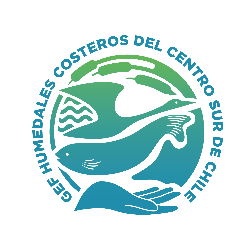 GEF HUMEDALES COSTEROS DEL CENTRO SUR DE CHILE